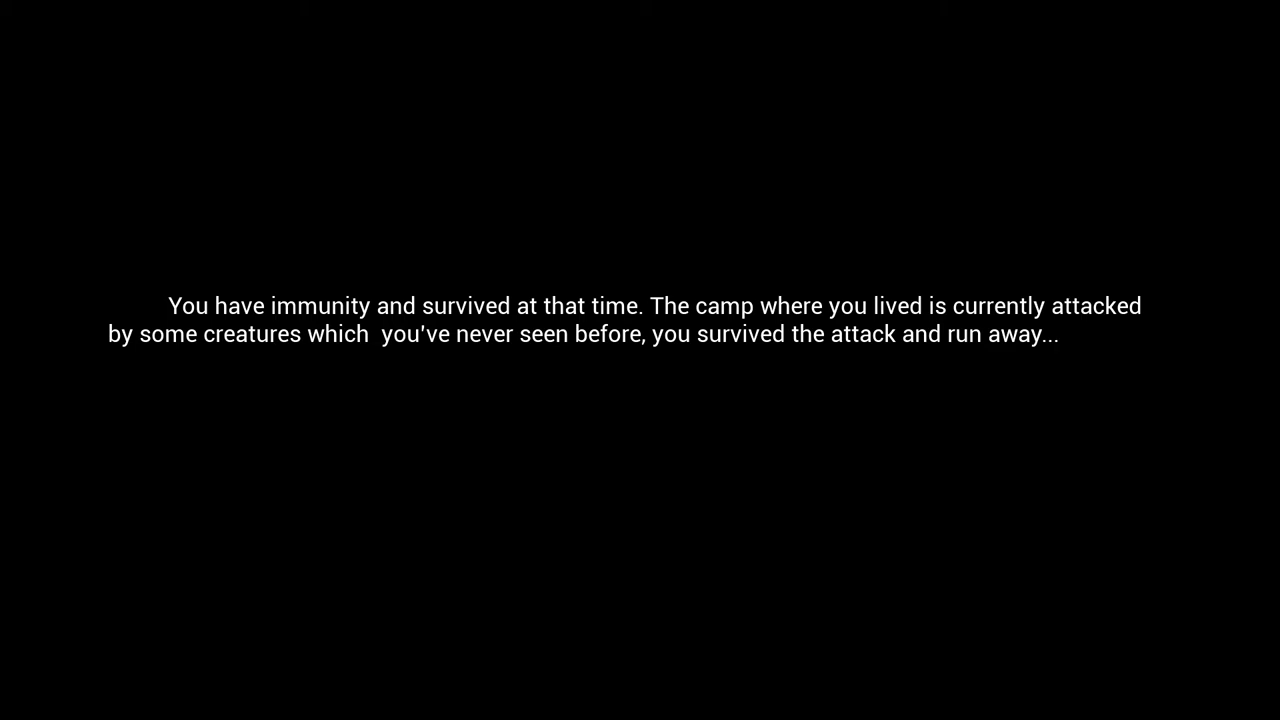 You have immunity and survived at that time. The camp where you lived is currently attacked
by some creatures which  you've never seen before, you survived the attack and run away...